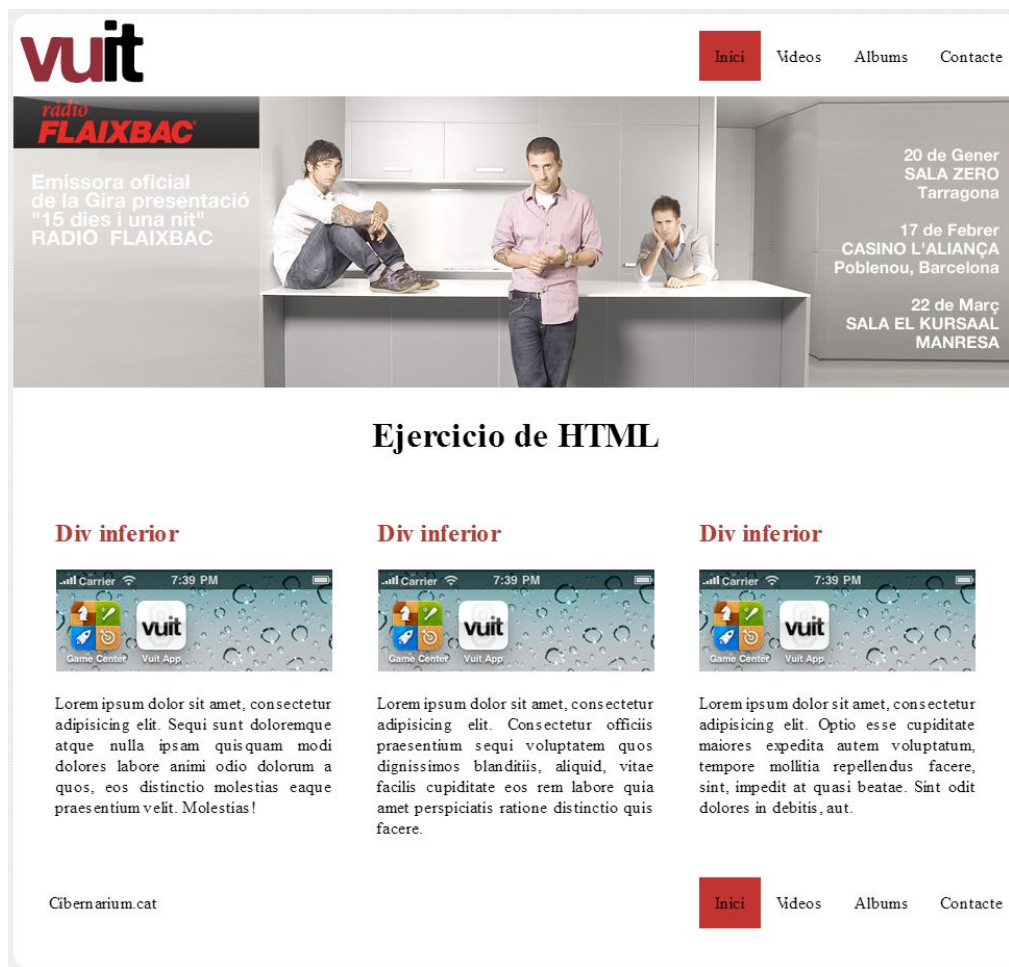 vuit
Inici Videos Albums Contacte
ràdio
FLAIXBAC
Emissora oficial
de la Gira presentació
"15 dies i una nit"
RADIO FLAIXBAC
20 de Gener
SALA ZERO
Tarragona
17 de Febrer
CASINO L'ALIANÇA
Poblenou, Barcelona
22 de Març
SALA EL KURSAAL
MANRESA
Ejercicio de HTML
Div inferior
Carrier 7:39 PM
vuit
Game Center Vuit App
Lorem ipsum dolor sit amet, consectetur
adipisicing elit. Sequi sunt doloremque
atque nulla ipsam quisquam modi
dolores labore animi odio dolorum a
quos, eos distinctio molestias eaque
praesentium velit. Molestias!
Div inferior
Carrier 7:39 PM
vuit
Game Center Vuit App
Lorem ipsum dolor sit amet, consectetur
adipisicing elit. Consectetur officiis
praesentium sequi voluptatem quos
dignissimos blanditiis, aliquid, vitae
facilis cupiditate eos rem labore quia
amet perspiciatis ratione distinctio quis
facere.
Div inferior
Carrier 7:39 PM
vuit
Game Center Vuit App
Lorem ipsum dolor sit amet, consectetur
adipisicing elit. Optio esse cupiditate
maiores expedita autem voluptatum,
tempore mollitia repellendus facere,
sint, impedit at quasi beatae. Sint odit
dolores in debitis, aut.
Cibernarium.cat
Inici Videos Albums Contacte